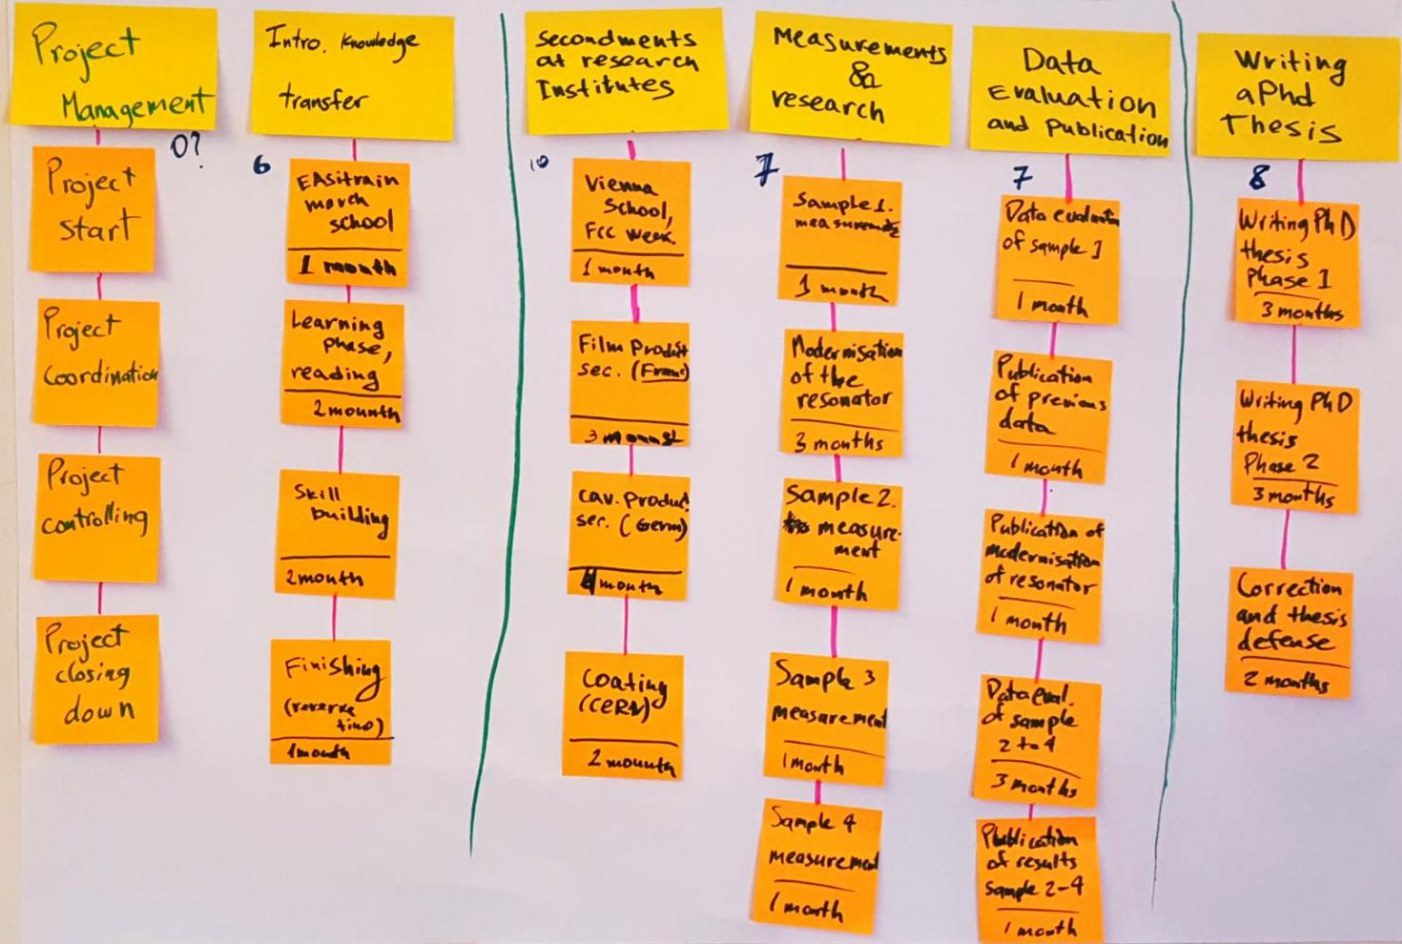 Project
Management
0?
Project
start
Project
Coordination
Project
controlling
Project
closing
down
Intro. Knowledge
transfer
6
EASitrain
march
school
1 month
Learning
phase,
reading
2 mounth
Skill
building
2 month
Finishing
(reverse
time)
1 month
Secondments
at research
Institutes
10
Vienna
School,
FCC week
1 month
Film Produ
sec. (Franc)
3
cav. Produc.
sec. (Germ)
4 month
Coating
(CERN)
2 mounth
Measurements
&
research
7
Sample 1.
1 month
Modernisation
of the
resonator
3 months
Sample 2.
measure-
ment
1 month
Sample 3
measurement
1 month
Sample 4
measurement
1 month
Data
Evaluation
and Publication
7
Data evaluation
of sample 1
1 month
Publication
of previous
data
1 month
Publication of
modernisation
of resonator
1 month
Data eval.
of sample
2 to 4
3 months
Publication
of results
Sample 2-4
1 month
Writing
a Phd
Thesis
8
Writing PhD
thesis
Phase 1
3 months
Writing PhD
thesis
Phase 2
3 months
Correction
and thesis
defense
2 months